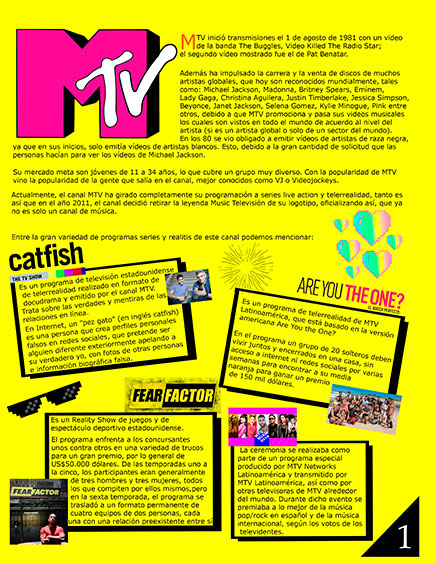 MTV
MTV inició transmisiones el 1 de agosto de 1981 con un video
de la banda The Buggles, Video Killed The Radio Star;
el segundo vídeo mostrado fue el de Pat Benatar.
Además ha impulsado la carrera y la venta de discos de muchos
artistas globales, que hoy son reconocidos mundialmente, tales
como: Michael Jackson, Madonna, Britney Spears, Eminem,
Lady Gaga, Christina Aguilera, Justin Timberlake, Jessica Simpson,
Beyonce, Janet Jackson, Selena Gomez, Kylie Minogue, Pink entre
otros, debido a que MTV promociona y pasa sus videos musicales
los cuales son vistos en todo el mundo de acuerdo al nivel del
artista (si es un artista global o solo de un sector del mundo).
En los 80 se vio obligado a emitir vídeos de artistas de raza negra,
ya que en sus inicios, solo emitía vídeos de artistas blancos. Esto, debido a la gran cantidad de solicitud que las
personas hacían para ver los vídeos de Michael Jackson.
Su mercado meta son jóvenes de 11 a 34 años, lo que cubre un grupo muy diverso. Con la popularidad de MTV
vino la popularidad de la gente que salía en el canal, mejor conocidos como VJ o Videojockeys.
Actualmente, el canal MTV ha girado completamente su programación a series live action y telerrealidad, tanto es
así que en el año 2011, el canal decidió retirar la leyenda Music Televisión de su logotipo, oficializando así, que ya
no es solo un canal de música.
Entre la gran variedad de programas series y realitis de este canal podemos mencionar:
catfish
THE TV SHOW
Es un programa de televisión estadounidense
de telerrealidad realizado en formato de
docudrama y emitido por el canal MTV.
Trata sobre las verdades y mentiras de las
relaciones en línea.
En Internet, un "pez gato" (en inglés catfish)
es una persona que crea perfiles personales
falsos en redes sociales, que pretende ser
alguien diferente exteriormente apelando a
su verdadero yo, con fotos de otras personas
e información biográfica falsa.
ARE YOU THE ONE?
EL MATCH PERFECTO
Es un programa de telerrealidad de MTV
Latinoamérica, que está basado en la versión
americana Are You the One?
En el programa un grupo de 20 solteros deben
vivir juntos y encerrados en una casa, sin
acceso a internet ni redes sociales por varias
semanas para encontrar a su media
naranja para ganar un premio
de 150 mil dólares.
FEAR FACTOR
Es un Reality Show de juegos y de
espectáculo deportivo estadounidense.
El programa enfrenta a los concursantes
unos contra otros en una variedad de trucos
para un gran premio, por lo general de
US$50.000 dólares. De las temporadas uno a
la cinco, los participantes eran generalmente
de tres hombres y tres mujeres, todos
los que compiten por ellos mismos,pero
en la sexta temporada, el programa se
trasladó a un formato permanente de
cuatro equipos de dos personas, cada
una con una relación preexistente entre sí
FEAR FACTOR
La ceremonia se realizaba como
parte de un programa especial
producido por MTV Networks
Latinoamérica y transmitido por
MTV Latinoamérica, así como por
otras televisoras de MTV alrededor
del mundo. Durante dicho evento se
premiaba a lo mejor de la música
pop/rock en español y de la música
internacional, según los votos de los
televidentes.
1